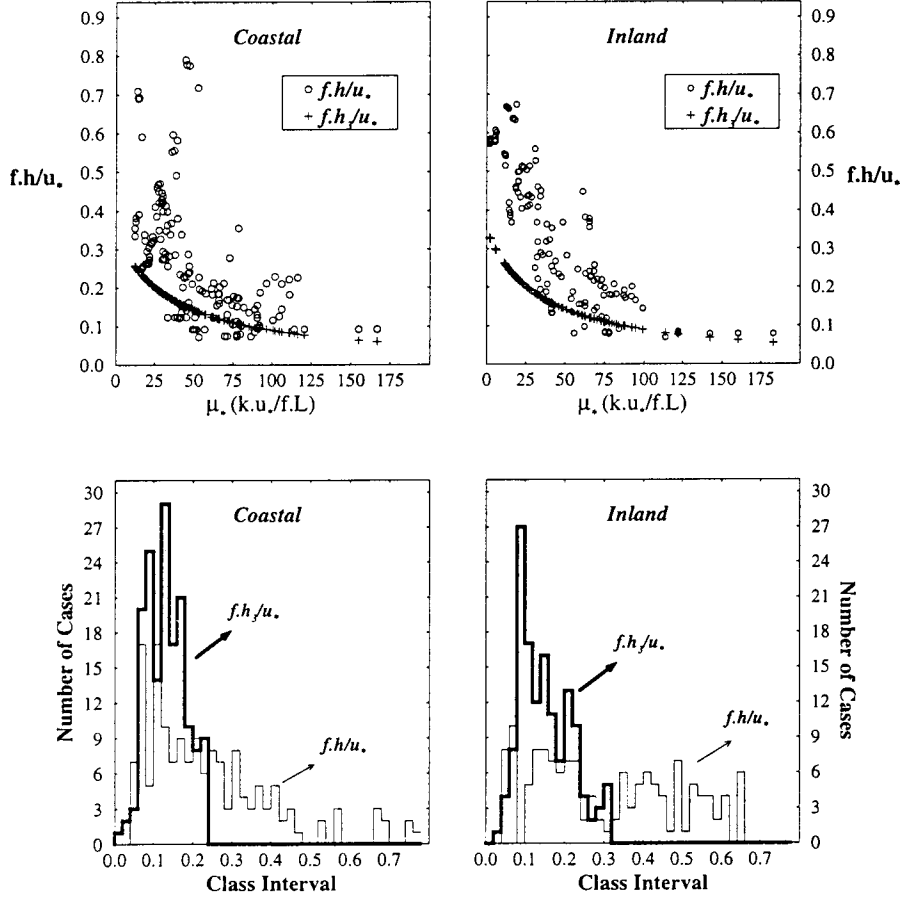 Coastal
Inland
○ f.h/u*
+ f.h₃/u*
○ f.h/u*
+ f.h₃/u*
0.9
0.8
0.7
0.6
0.5
0.4
0.3
0.2
0.1
0.0
f.h/u*
0.9
0.8
0.7
0.6
0.5
0.4
0.3
0.2
0.1
0.0
f.h/u*
0 25 50 75 100 125 150 175
0 25 50 75 100 125 150 175
μ* (k.u*/f.L)
μ* (k.u*/f.L)
Coastal
Inland
30
27
24
21
18
15
12
9
6
3
0
Number of Cases
30
27
24
21
18
15
12
9
6
3
0
Number of Cases
f.h₃/u*
f.h/u*
f.h₃/u*
f.h/u*
0.0 0.1 0.2 0.3 0.4 0.5 0.6 0.7
0.0 0.1 0.2 0.3 0.4 0.5 0.6 0.7
Class Interval
Class Interval